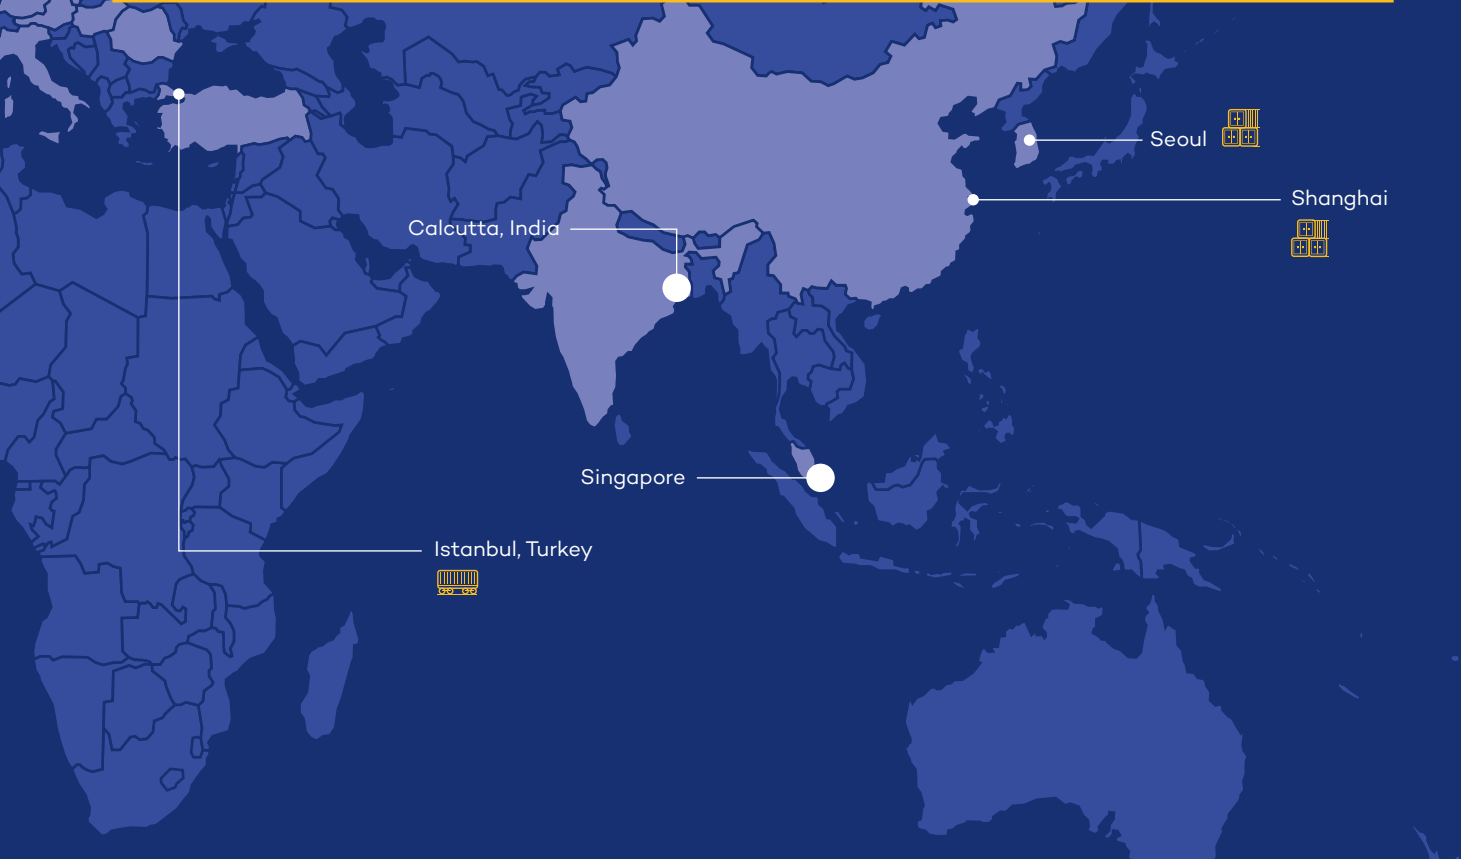 Seoul
Shanghai
Calcutta, India
Singapore
Istanbul, Turkey